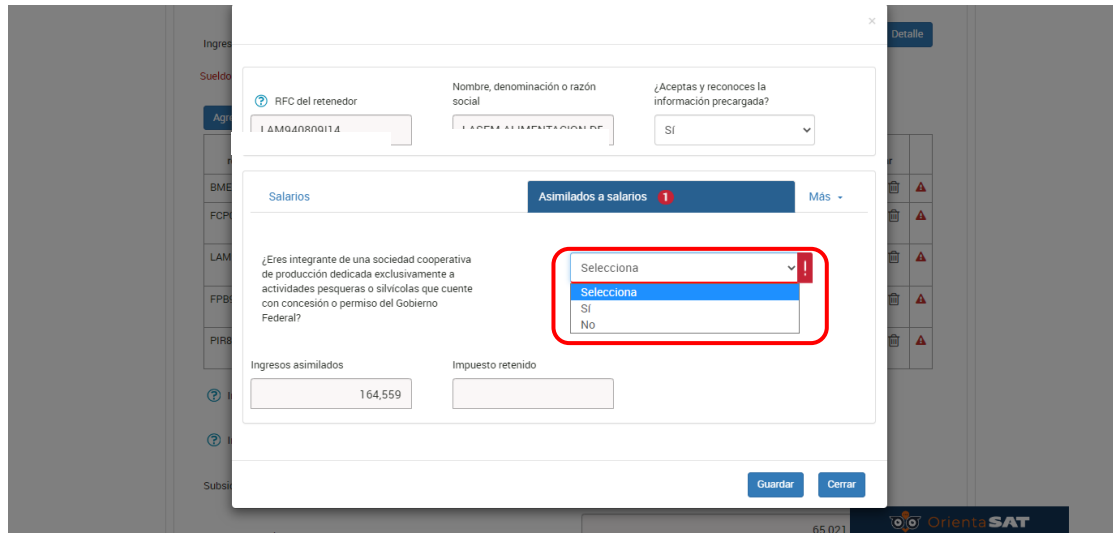 ×
Detalle
Ingres
Sueldo
Nombre, denominación o razón
social
¿Aceptas y reconoces la
información precargada?
? RFC del retenedor
Agre
LAM940809I14
LASEM ALIMENTACION DE
Sí
BME
Salarios
Asimilados a salarios 1
Más
FCP
LAM
¿Eres integrante de una sociedad cooperativa
de producción dedicada exclusivamente a
actividades pesqueras o silvícolas que cuente
con concesión o permiso del Gobierno
Federal?
Selecciona
!
Selecciona
Sí
No
FPB9
PIR8
Ingresos asimilados
Impuesto retenido
? I
164,559
? I
Subsid
Guardar
Cerrar
65,021
OrientaSAT